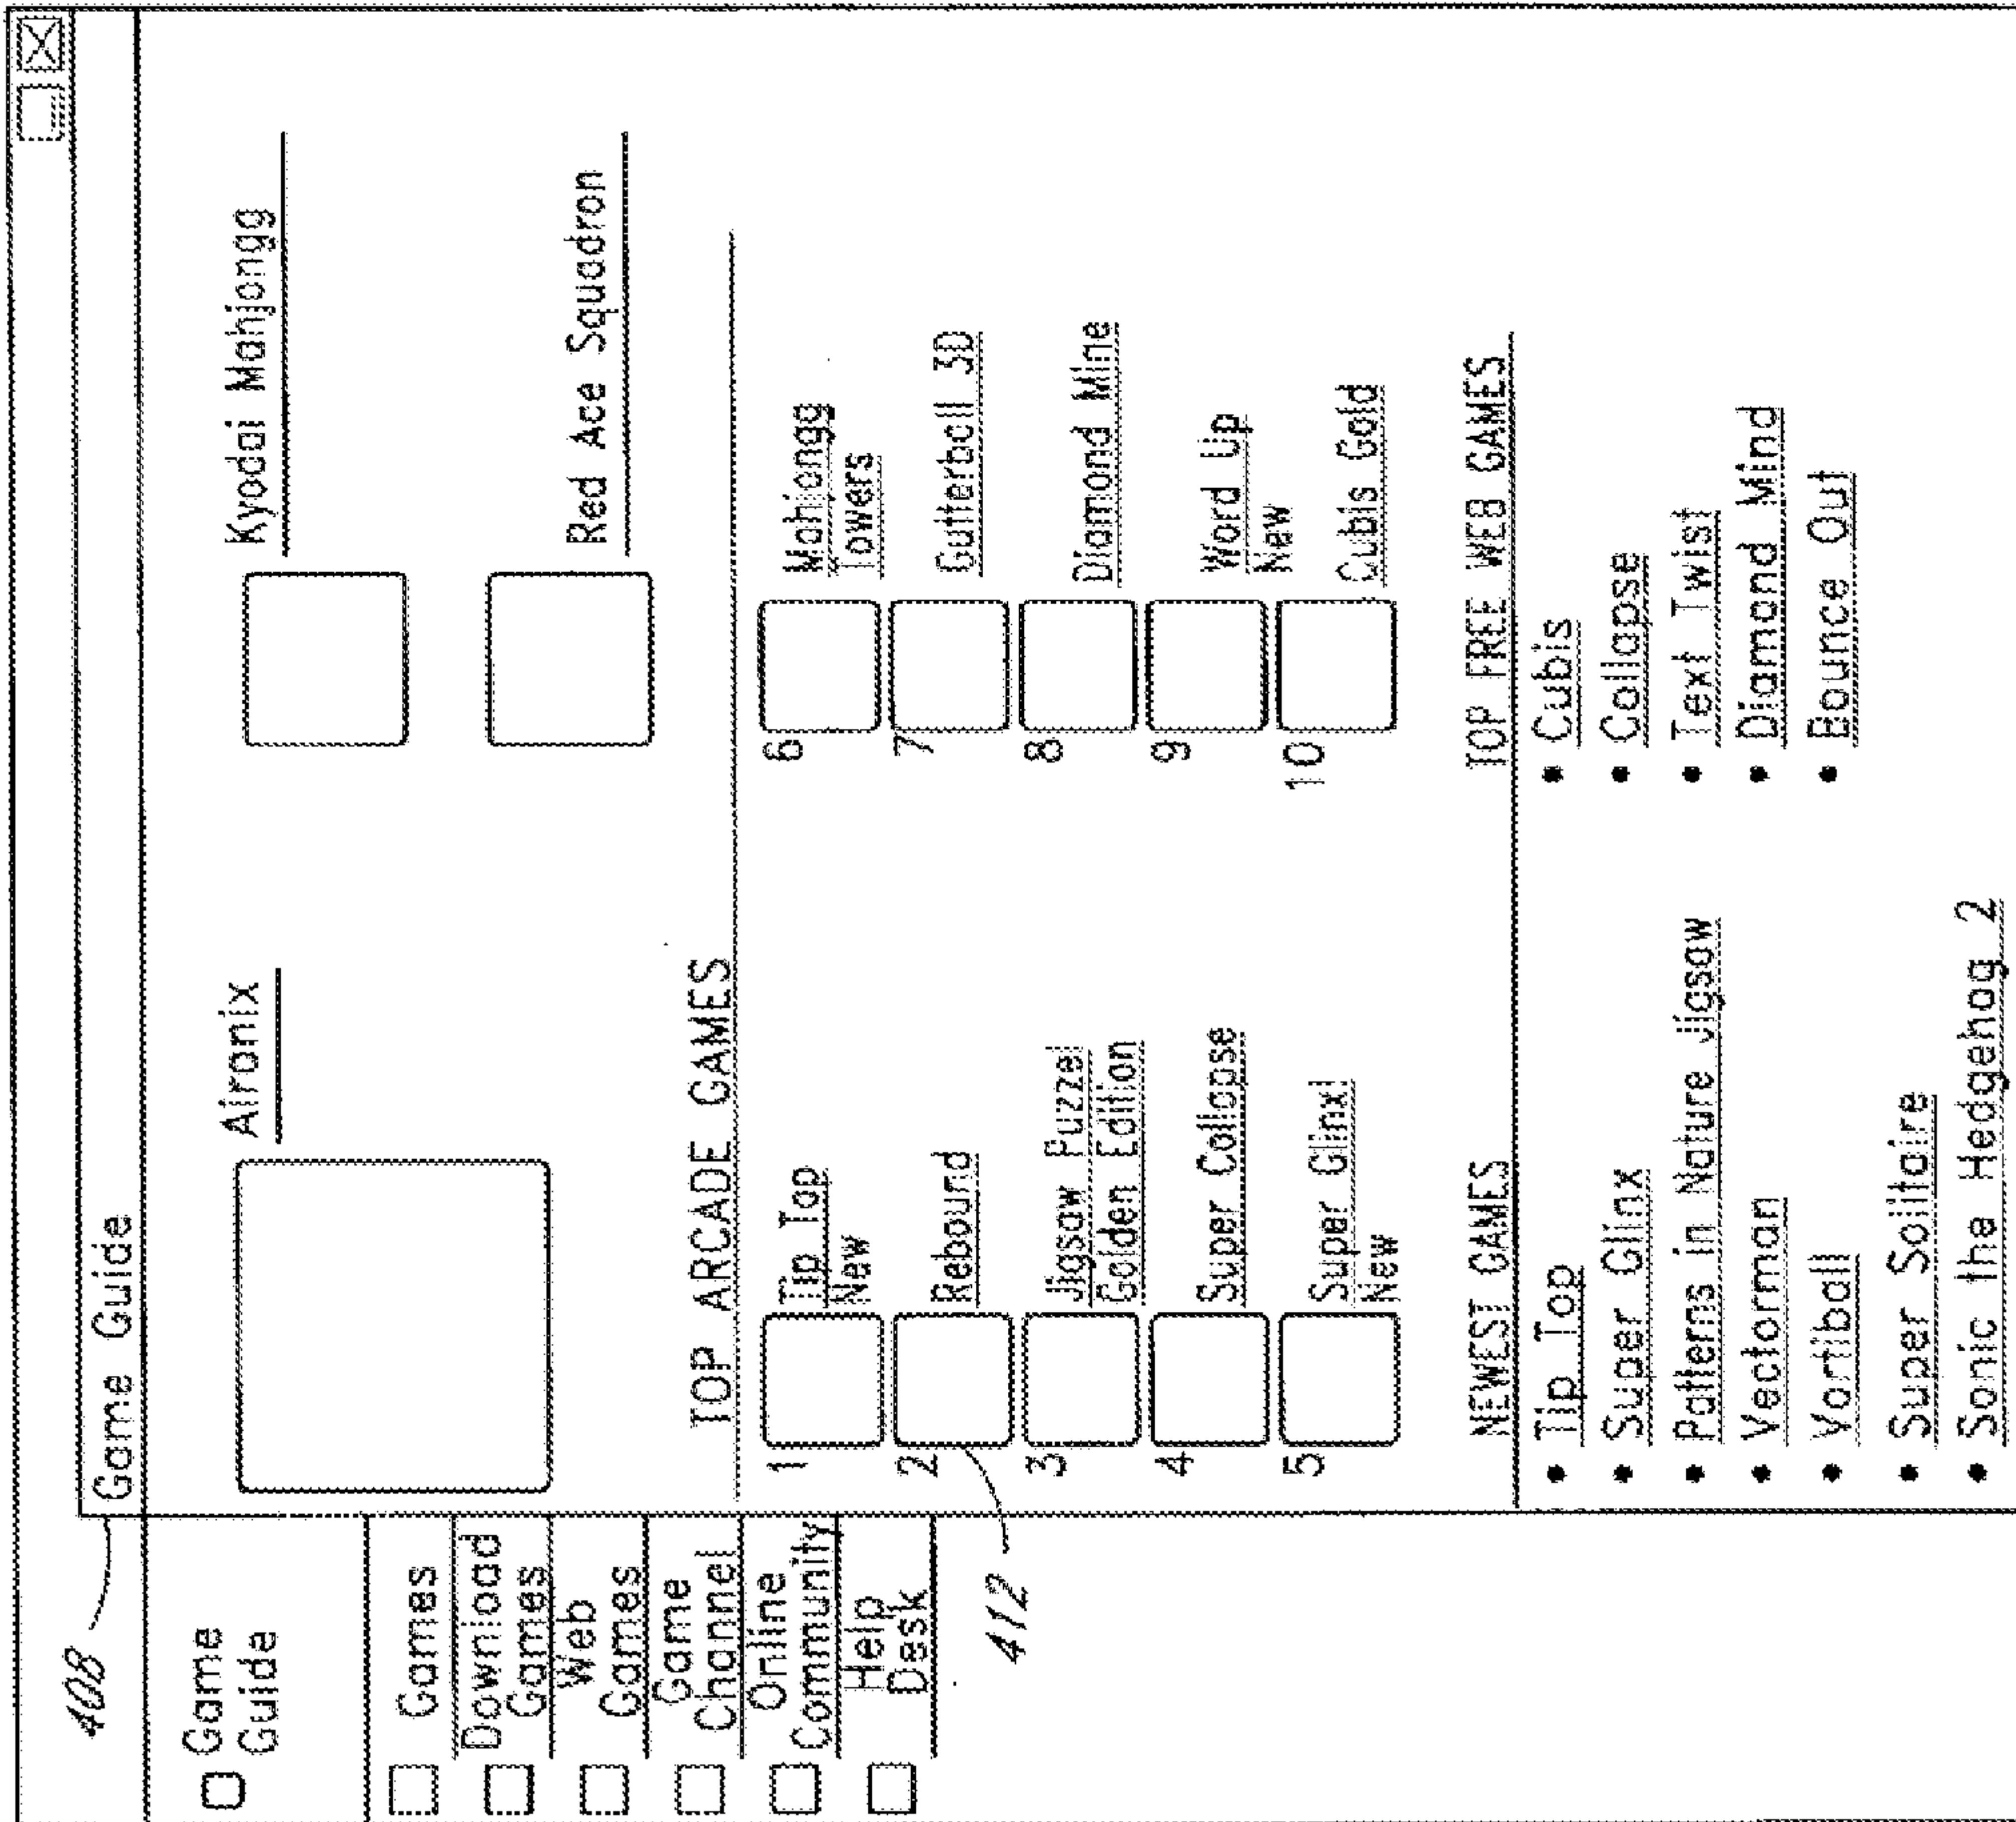 408
Game Guide
Game
Guide
Games
Download
Games
Web
Games
Game
Channel
Online
Community
Help
Desk
412
Aironix
Kyodai Mahjongg
Red Ace Squadron
TOP ARCADE GAMES
1 Tip Top
New
2 Rebound
3 Jigsaw Puzzel
Golden Edition
4 Super Collapse
5 Super Glinx!
New
6 Mahjongg
Towers
7 Gutterball 3D
8 Diamond Mine
9 Word Up
New
10 Cubis Gold
NEWEST GAMES
• Tip Top
• Super Glinx
• Patterns in Nature Jigsaw
• Vectorman
• Vortiball
• Super Solitaire
• Sonic the Hedgehog 2
TOP FREE WEB GAMES
• Cubis
• Collapse
• Text Twist
• Diamond Mind
• Bounce Out